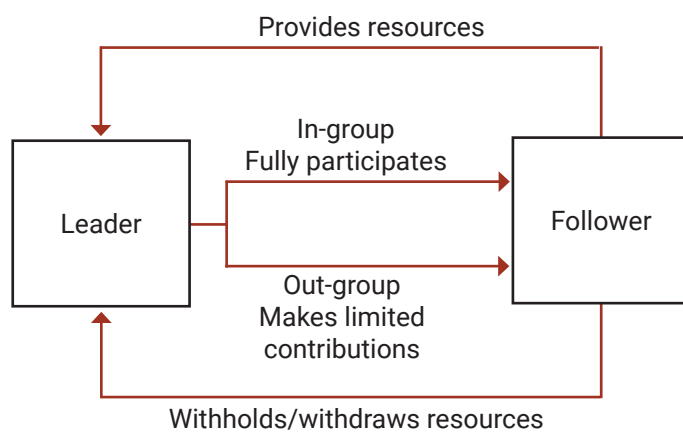 Provides resources
In-group
Fully participates
Leader
Follower
Out-group
Makes limited
contributions
Withholds/withdraws resources